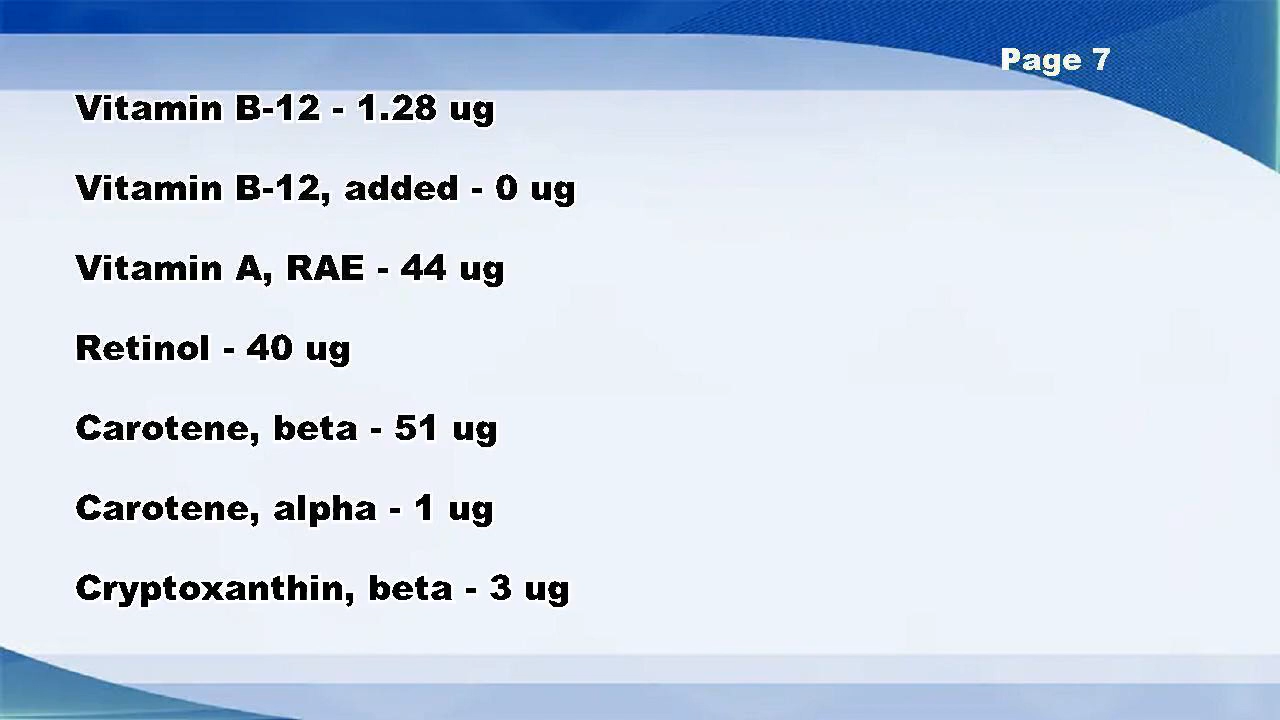 Page 7
Vitamin B-12 - 1.28 ug
Vitamin B-12, added - 0 ug
Vitamin A, RAE - 44 ug
Retinol - 40 ug
Carotene, beta - 51 ug
Carotene, alpha - 1 ug
Cryptoxanthin, beta - 3 ug